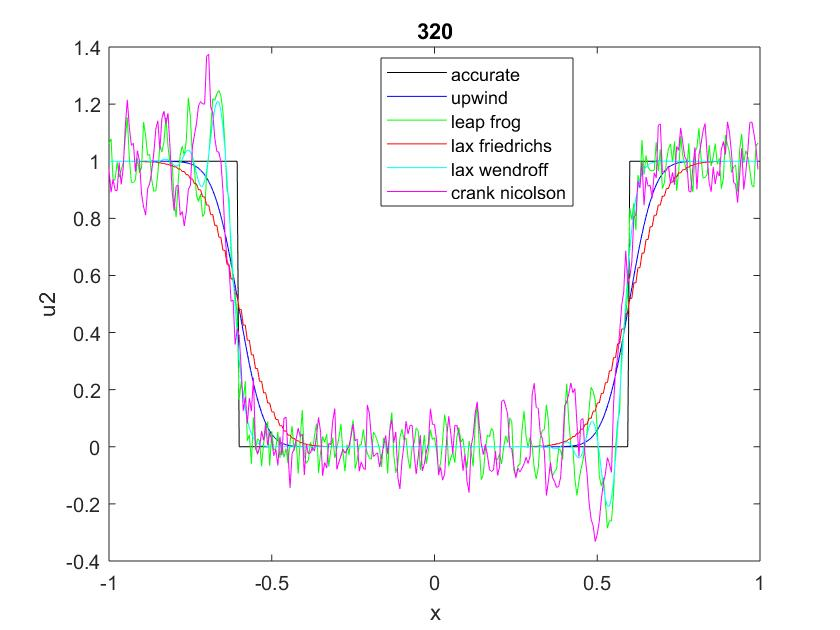 320
1.4
1.2
1
0.8
0.6
0.4
0.2
0
-0.2
-0.4
u2
accurate
upwind
leap frog
lax friedrichs
lax wendroff
crank nicolson
-1
-0.5
0
0.5
1
x